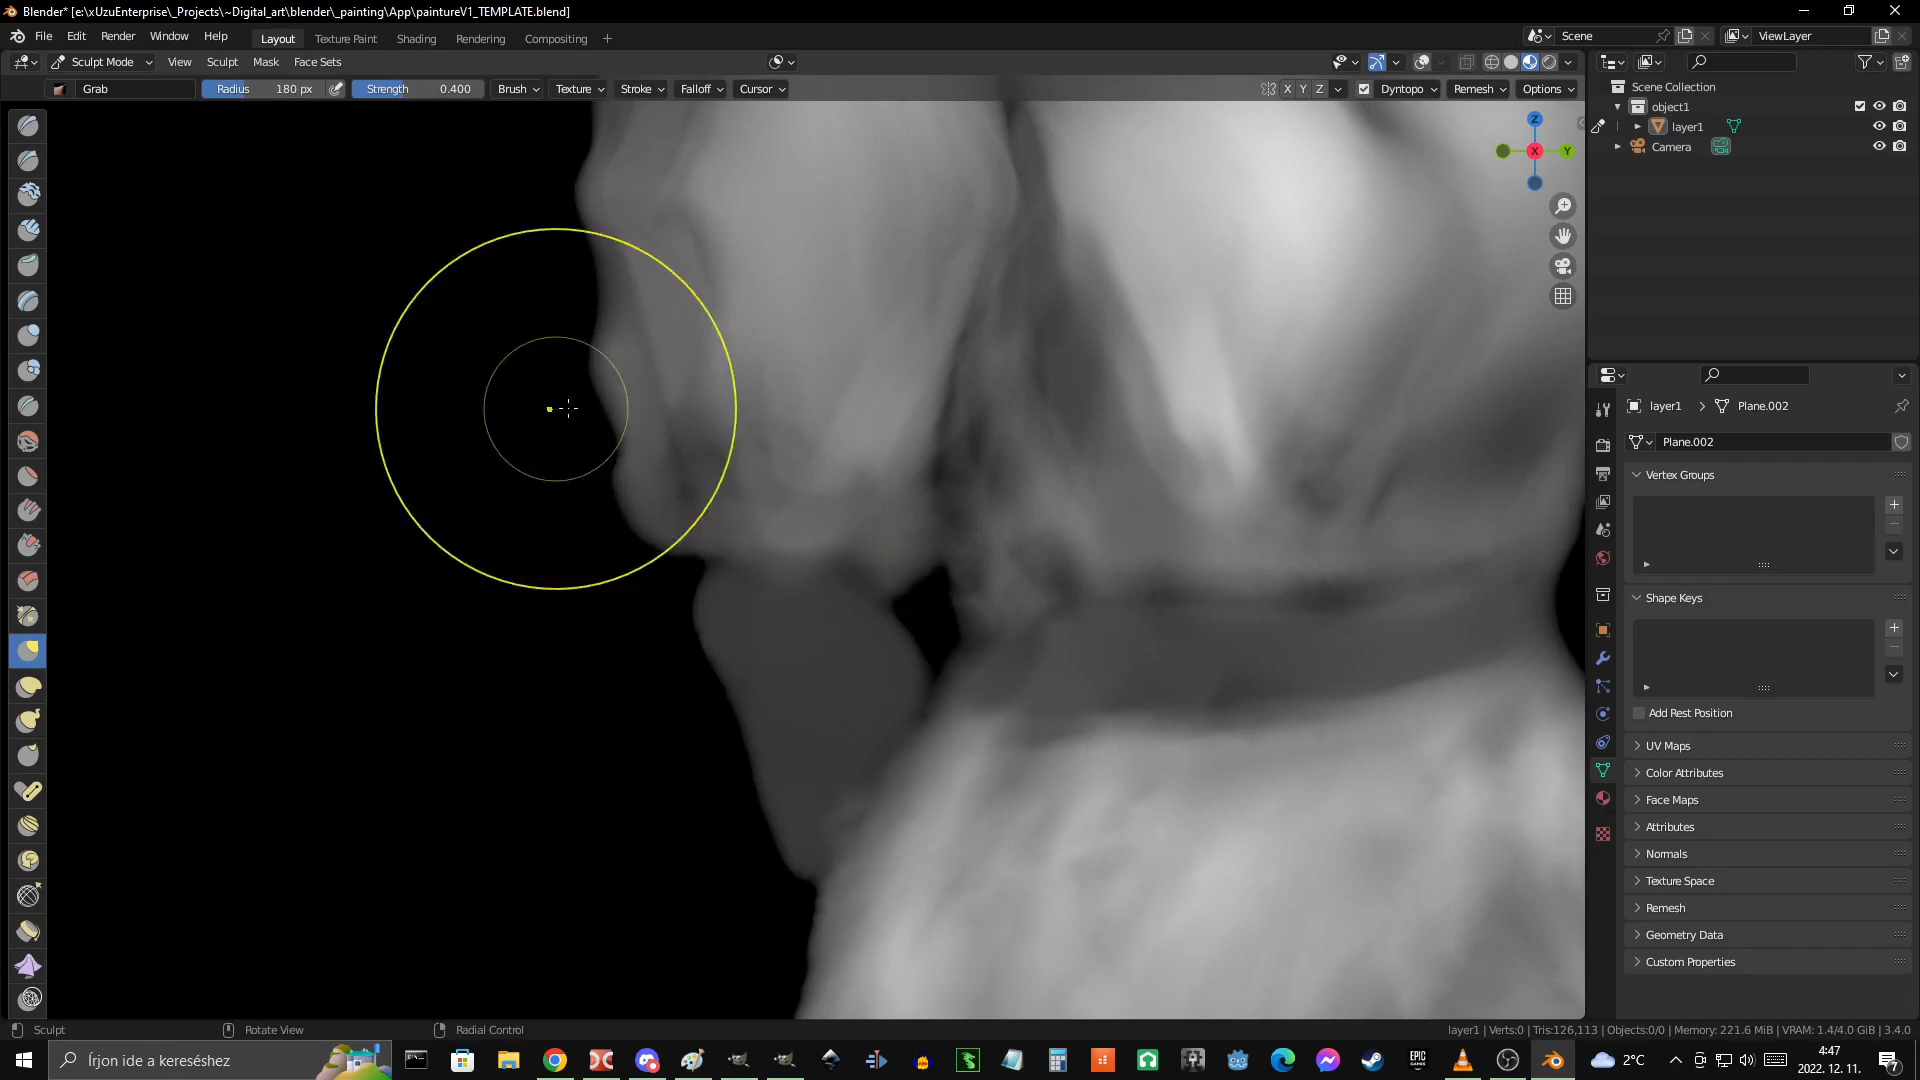 Blender* [e:\xUzuEnterprise\_Projects\~Digital_art\blender\_painting\App\paintureV1_TEMPLATE.blend]
File Edit Render Window Help Layout Texture Paint Shading Rendering Compositing + Scene ViewLayer
Sculpt Mode View Sculpt Mask Face Sets
Grab Radius 180 px Strength 0.400 Brush Texture Stroke Falloff Cursor X Y Z Dyntopo Remesh Options
Scene Collection
object1
layer1
Camera
Z
X Y
layer1 > Plane.002
Plane.002
Vertex Groups
Shape Keys
Add Rest Position
UV Maps
Color Attributes
Face Maps
Attributes
Normals
Texture Space
Remesh
Geometry Data
Custom Properties
Sculpt Rotate View Radial Control layer1 | Verts:0 | Tris:126,113 | Objects:0/0 | Memory: 221.6 MiB | VRAM: 1.4/4.0 GiB | 3.4.0
Írjon ide a kereséshez EPIC GAMES 2°C 4:47
2022. 12. 11. 7